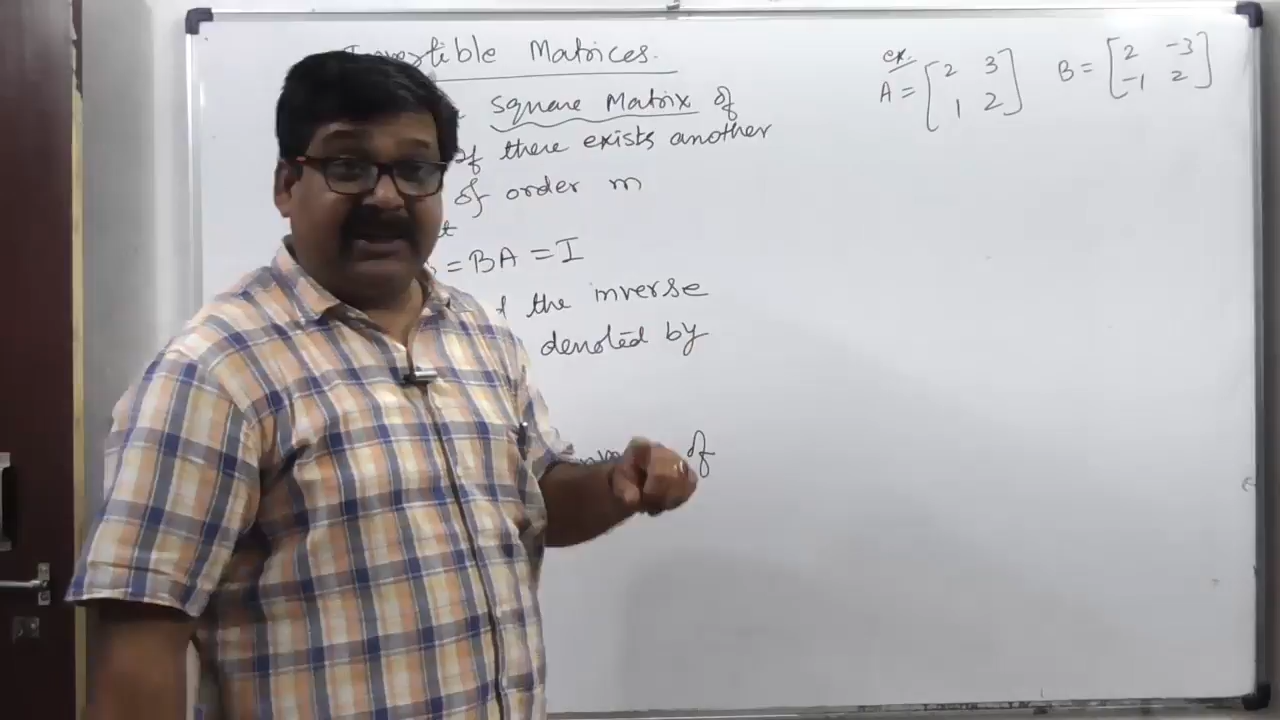 Matrices.
square Matrix of
if there exists another
of order m
= BA = I
the inverse
denoted by
of
ex.
A = [2 3
1 2]
B = [2 -3
-1 2]